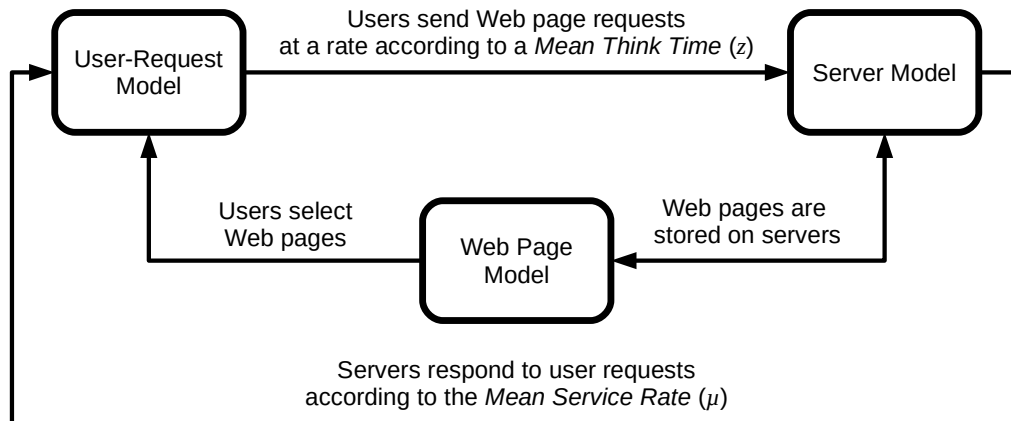 Users send Web page requests
at a rate according to a Mean Think Time (z)
User-Request
Model
Server Model
Users select
Web pages
Web Page
Model
Web pages are
stored on servers
Servers respond to user requests
according to the Mean Service Rate (μ)